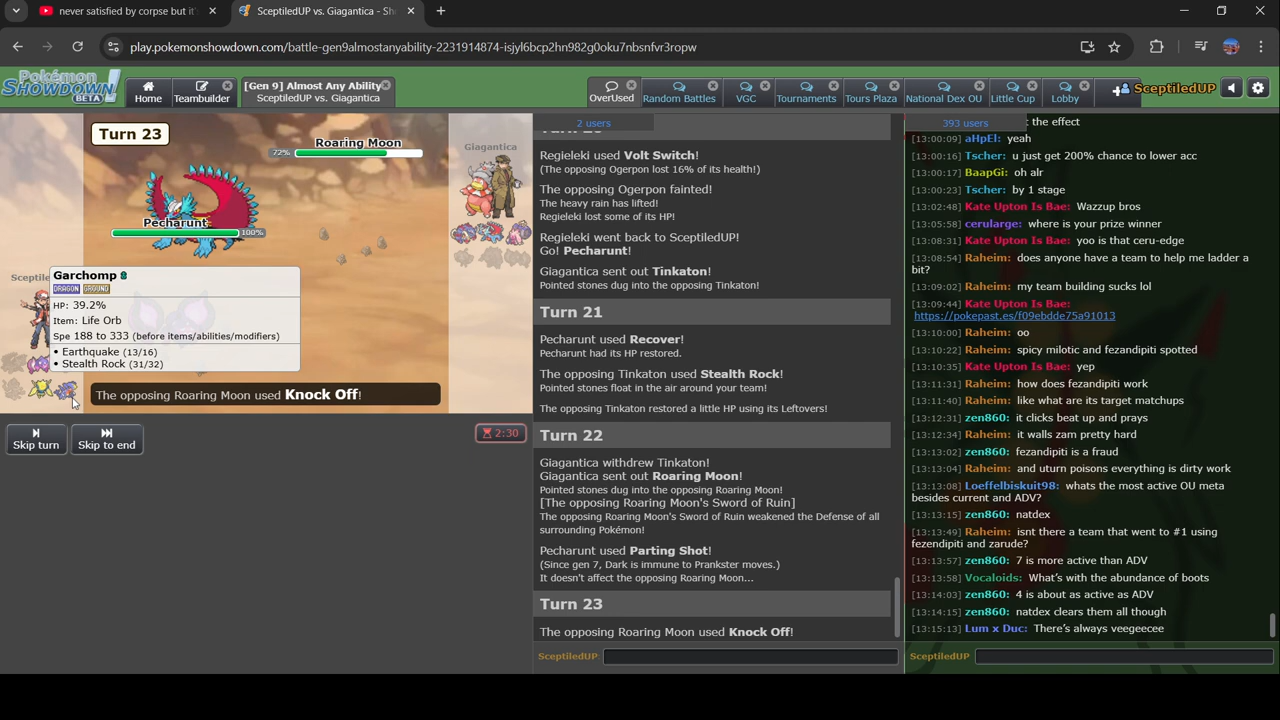 never satisfied by corpse but it'
SceptiledUP vs. Giagantica - Sh
play.pokemonshowdown.com/battle-gen9almostanyability-2231914874-isjyl6bcp2hn982g0oku7nbsnfvr3ropw
Pokémon
Showdown!
BETA
Home
Teambuilder
[Gen 9] Almost Any Ability
SceptiledUP vs. Giagantica
OverUsed
Random Battles
VGC
Tournaments
Tours Plaza
National Dex OU
Little Cup
Lobby
SceptiledUP
Turn 23
Roaring Moon
72%
Giagantica
Pecharunt
100%
Sceptile
Garchomp
DRAGON GROUND
HP: 39.2%
Item: Life Orb
Spe 188 to 333 (before items/abilities/modifiers)
• Earthquake (13/16)
• Stealth Rock (31/32)
The opposing Roaring Moon used Knock Off!
Skip turn
Skip to end
2:30
2 users
Regieleki used Volt Switch!
(The opposing Ogerpon lost 16% of its health!)
The opposing Ogerpon fainted!
The heavy rain has lifted!
Regieleki lost some of its HP!
Regieleki went back to SceptiledUP!
Go! Pecharunt!
Giagantica sent out Tinkaton!
Pointed stones dug into the opposing Tinkaton!
Turn 21
Pecharunt used Recover!
Pecharunt had its HP restored.
The opposing Tinkaton used Stealth Rock!
Pointed stones float in the air around your team!
The opposing Tinkaton restored a little HP using its Leftovers!
Turn 22
Giagantica withdrew Tinkaton!
Giagantica sent out Roaring Moon!
Pointed stones dug into the opposing Roaring Moon!
[The opposing Roaring Moon's Sword of Ruin]
The opposing Roaring Moon's Sword of Ruin weakened the Defense of all
surrounding Pokémon!
Pecharunt used Parting Shot!
(Since gen 7, Dark is immune to Prankster moves.)
It doesn't affect the opposing Roaring Moon...
Turn 23
The opposing Roaring Moon used Knock Off!
SceptiledUP:
393 users
t the effect
[13:00:09] aHpEl: yeah
[13:00:16] Tscher: u just get 200% chance to lower acc
[13:00:17] BaapGi: oh alr
[13:00:23] Tscher: by 1 stage
[13:02:48] Kate Upton Is Bae: Wazzup bros
[13:05:58] cerularge: where is your prize winner
[13:08:31] Kate Upton Is Bae: yoo is that ceru-edge
[13:08:54] Raheim: does anyone have a team to help me ladder a
bit?
[13:09:02] Raheim: my team building sucks lol
[13:09:44] Kate Upton Is Bae:
https://pokepast.es/f09ebdde75a91013
[13:10:00] Raheim: oo
[13:10:22] Raheim: spicy milotic and fezandipiti spotted
[13:10:35] Kate Upton Is Bae: yep
[13:11:31] Raheim: how does fezandipiti work
[13:11:40] Raheim: like what are its target matchups
[13:12:31] zen860: it clicks beat up and prays
[13:12:34] Raheim: it walls zam pretty hard
[13:13:02] zen860: fezandipiti is a fraud
[13:13:04] Raheim: and uturn poisons everything is dirty work
[13:13:08] Loeffelbiskuit98: whats the most active OU meta
besides current and ADV?
[13:13:15] zen860: natdex
[13:13:49] Raheim: isnt there a team that went to #1 using
fezendipiti and zarude?
[13:13:57] zen860: 7 is more active than ADV
[13:13:58] Vocaloids: What's with the abundance of boots
[13:14:03] zen860: 4 is about as active as ADV
[13:14:15] zen860: natdex clears them all though
[13:15:13] Lum x Duc: There's always veegeecee
SceptiledUP